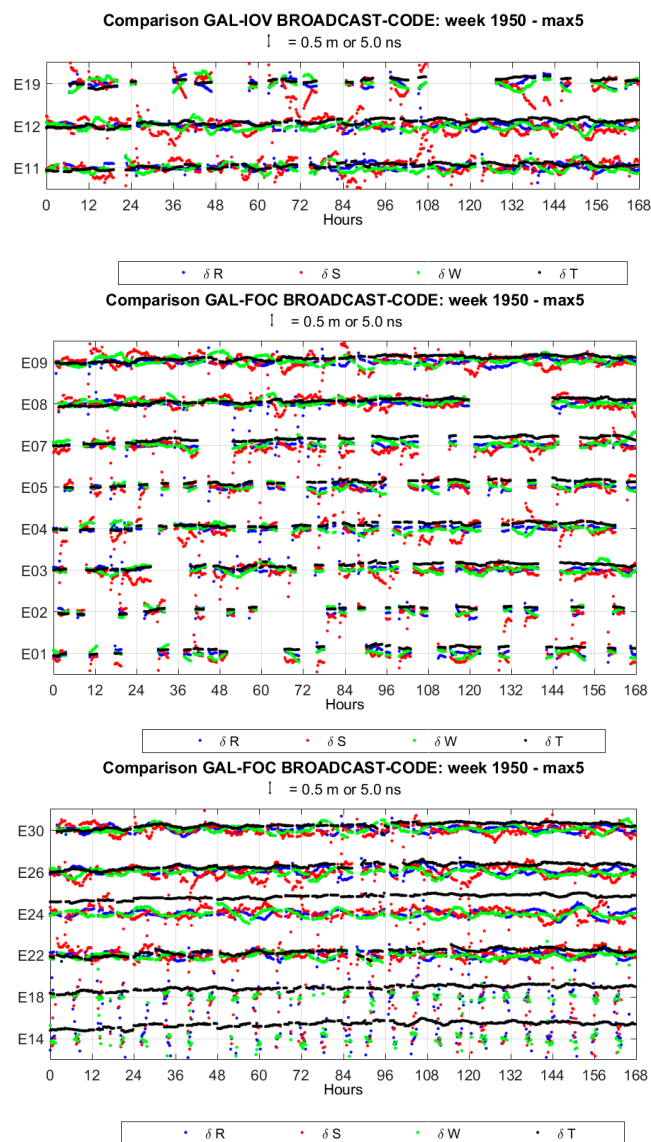 Comparison GAL-IOV BROADCAST-CODE: week 1950 - max5
= 0.5 m or 5.0 ns
E19
E12
E11
0 12 24 36 48 60 72 84 96 108 120 132 144 156 168
Hours
δ R δ S δ W δ T
Comparison GAL-FOC BROADCAST-CODE: week 1950 - max5
= 0.5 m or 5.0 ns
E09
E08
E07
E05
E04
E03
E02
E01
0 12 24 36 48 60 72 84 96 108 120 132 144 156 168
Hours
δ R δ S δ W δ T
Comparison GAL-FOC BROADCAST-CODE: week 1950 - max5
= 0.5 m or 5.0 ns
E30
E26
E24
E22
E18
E14
0 12 24 36 48 60 72 84 96 108 120 132 144 156 168
Hours
δ R δ S δ W δ T